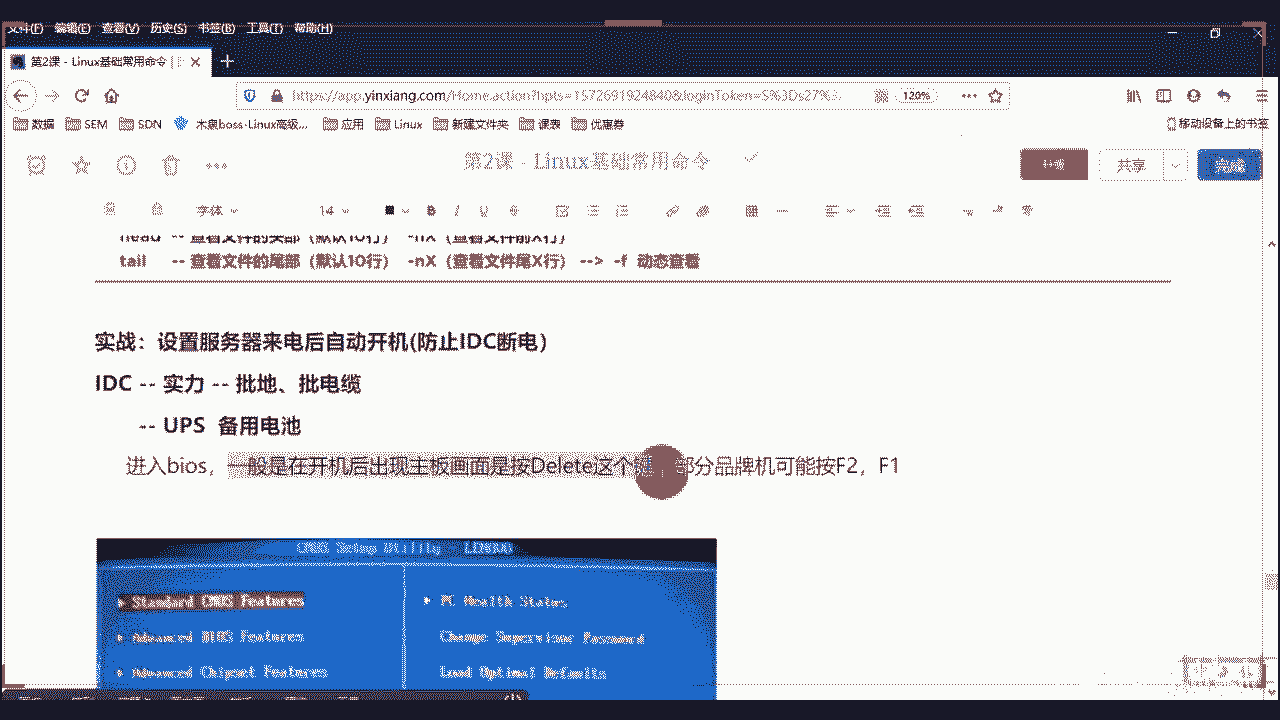 文件(F) 编辑(E) 查看(V) 历史(S) 书签(B) 工具(T) 帮助(H)
第2课 - Linux基础常用命令
https://app.yinxiang.com/Home.action?hpts=1572691924840&login 120%
数据 SEM SDN 木泉boss-Linux高级... 应用 Linux 新建文件夹 课表 优惠券 移动设备上的书签
第2课 - Linux基础常用命令
共享 完成
字体 14 B I U
head -- 查看文件的头部（默认10行） -nX（查看文件前X行）
tail -- 查看文件的尾部（默认10行） -nX（查看文件尾X行） --> -f 动态查看
实战：设置服务器来电后自动开机(防止IDC断电)
IDC -- 实力 -- 批地、批电缆
-- UPS 备用电池
进入bios，一般是在开机后出现主板画面是按Delete这个键，部分品牌机可能按F2，F1
CMOS Setup Utility - LENOVO
Standard CMOS Features
PC Health Status
Advanced BIOS Features
Change Supervisor Password
Advanced Chipset Features
Load Optimal Defaults